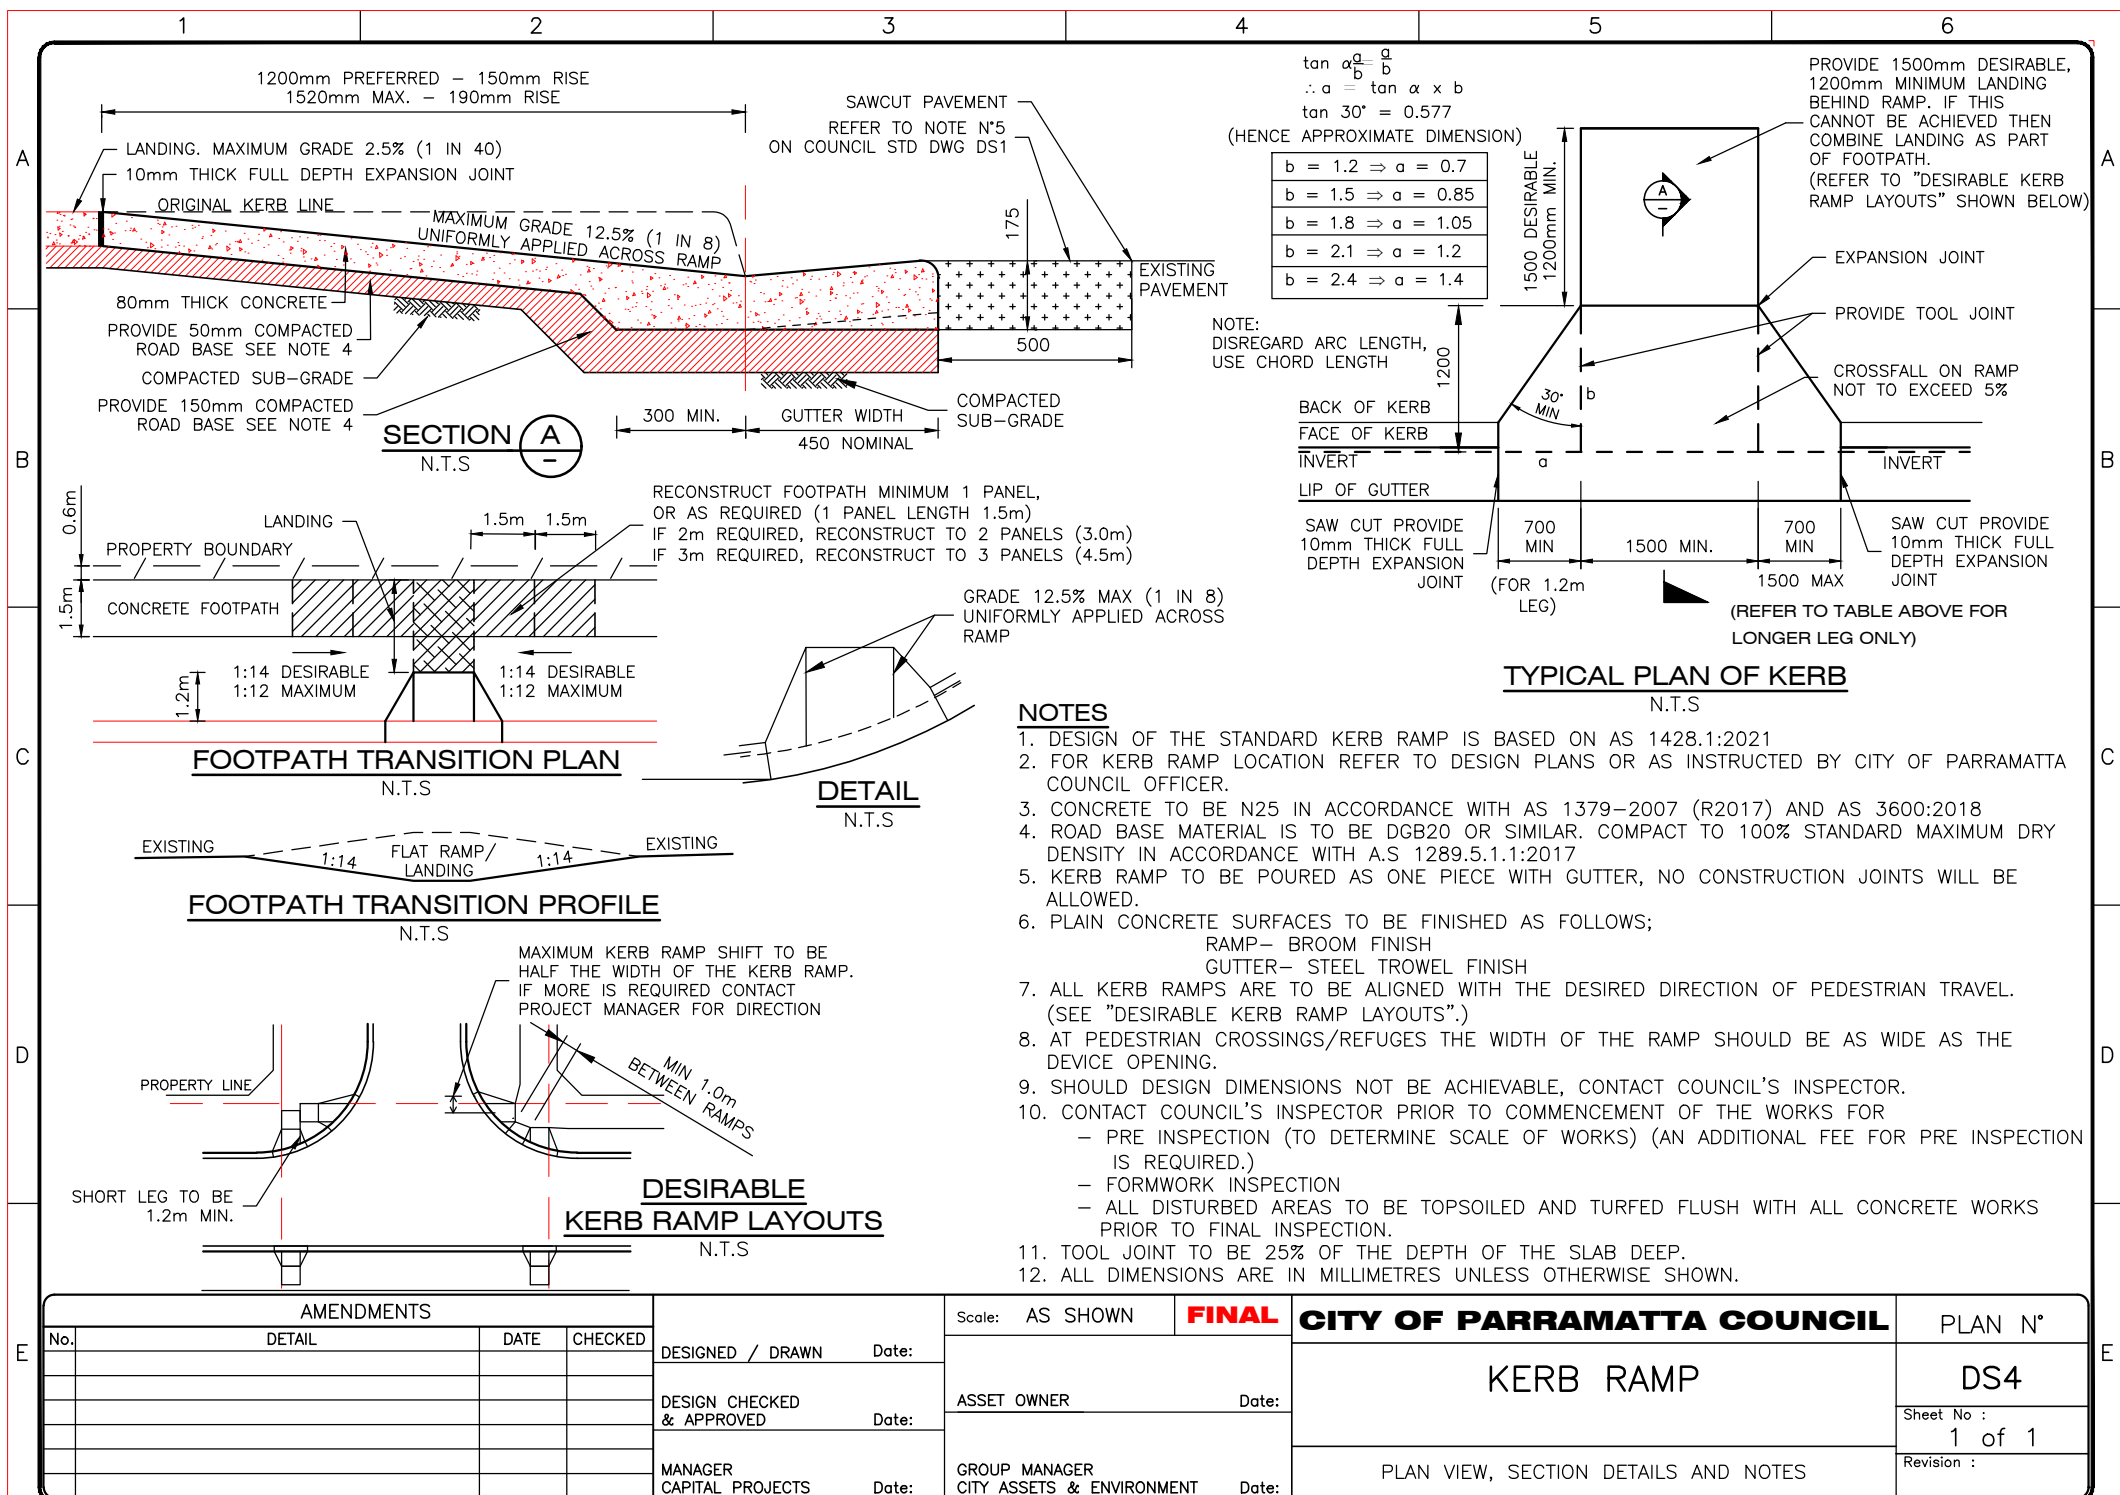 1 2 3 4 5 6
A
B
C
D
E
A
B
C
D
E
1200mm PREFERRED - 150mm RISE
1520mm MAX. - 190mm RISE
LANDING. MAXIMUM GRADE 2.5% (1 IN 40)
10mm THICK FULL DEPTH EXPANSION JOINT
ORIGINAL KERB LINE
MAXIMUM GRADE 12.5% (1 IN 8)
UNIFORMLY APPLIED ACROSS RAMP
SAWCUT PAVEMENT
REFER TO NOTE N°5
ON COUNCIL STD DWG DS1
175
EXISTING
PAVEMENT
500
80mm THICK CONCRETE
PROVIDE 50mm COMPACTED
ROAD BASE SEE NOTE 4
COMPACTED SUB-GRADE
PROVIDE 150mm COMPACTED
ROAD BASE SEE NOTE 4
300 MIN.
GUTTER WIDTH
450 NOMINAL
COMPACTED
SUB-GRADE
SECTION A
-
N.T.S
tan α a/b = a/b
∴ a = tan α x b
tan 30° = 0.577
(HENCE APPROXIMATE DIMENSION)
b = 1.2 ⇒ a = 0.7
b = 1.5 ⇒ a = 0.85
b = 1.8 ⇒ a = 1.05
b = 2.1 ⇒ a = 1.2
b = 2.4 ⇒ a = 1.4
NOTE:
DISREGARD ARC LENGTH,
USE CHORD LENGTH
1500 DESIRABLE
1200mm MIN.
1200
A
-
PROVIDE 1500mm DESIRABLE,
1200mm MINIMUM LANDING
BEHIND RAMP. IF THIS
CANNOT BE ACHIEVED THEN
COMBINE LANDING AS PART
OF FOOTPATH.
(REFER TO "DESIRABLE KERB
RAMP LAYOUTS" SHOWN BELOW)
EXPANSION JOINT
PROVIDE TOOL JOINT
CROSSFALL ON RAMP
NOT TO EXCEED 5%
30°
MIN
b
a
BACK OF KERB
FACE OF KERB
INVERT
LIP OF GUTTER
INVERT
SAW CUT PROVIDE
10mm THICK FULL
DEPTH EXPANSION
JOINT
700
MIN
(FOR 1.2m
LEG)
1500 MIN.
700
MIN
1500 MAX
SAW CUT PROVIDE
10mm THICK FULL
DEPTH EXPANSION
JOINT
(REFER TO TABLE ABOVE FOR
LONGER LEG ONLY)
TYPICAL PLAN OF KERB
N.T.S
0.6m
1.5m
LANDING
1.5m 1.5m
RECONSTRUCT FOOTPATH MINIMUM 1 PANEL,
OR AS REQUIRED (1 PANEL LENGTH 1.5m)
IF 2m REQUIRED, RECONSTRUCT TO 2 PANELS (3.0m)
IF 3m REQUIRED, RECONSTRUCT TO 3 PANELS (4.5m)
PROPERTY BOUNDARY
CONCRETE FOOTPATH
1:14 DESIRABLE
1:12 MAXIMUM
1:14 DESIRABLE
1:12 MAXIMUM
1.2m
FOOTPATH TRANSITION PLAN
N.T.S
GRADE 12.5% MAX (1 IN 8)
UNIFORMLY APPLIED ACROSS
RAMP
DETAIL
N.T.S
EXISTING
1:14
FLAT RAMP/
LANDING
1:14
EXISTING
FOOTPATH TRANSITION PROFILE
N.T.S
MAXIMUM KERB RAMP SHIFT TO BE
HALF THE WIDTH OF THE KERB RAMP.
IF MORE IS REQUIRED CONTACT
PROJECT MANAGER FOR DIRECTION
MIN 1.0m
BETWEEN RAMPS
PROPERTY LINE
SHORT LEG TO BE
1.2m MIN.
DESIRABLE
KERB RAMP LAYOUTS
N.T.S
NOTES
1. DESIGN OF THE STANDARD KERB RAMP IS BASED ON AS 1428.1:2021
2. FOR KERB RAMP LOCATION REFER TO DESIGN PLANS OR AS INSTRUCTED BY CITY OF PARRAMATTA
COUNCIL OFFICER.
3. CONCRETE TO BE N25 IN ACCORDANCE WITH AS 1379-2007 (R2017) AND AS 3600:2018
4. ROAD BASE MATERIAL IS TO BE DGB20 OR SIMILAR. COMPACT TO 100% STANDARD MAXIMUM DRY
DENSITY IN ACCORDANCE WITH A.S 1289.5.1.1:2017
5. KERB RAMP TO BE POURED AS ONE PIECE WITH GUTTER, NO CONSTRUCTION JOINTS WILL BE
ALLOWED.
6. PLAIN CONCRETE SURFACES TO BE FINISHED AS FOLLOWS;
RAMP- BROOM FINISH
GUTTER- STEEL TROWEL FINISH
7. ALL KERB RAMPS ARE TO BE ALIGNED WITH THE DESIRED DIRECTION OF PEDESTRIAN TRAVEL.
(SEE "DESIRABLE KERB RAMP LAYOUTS".)
8. AT PEDESTRIAN CROSSINGS/REFUGES THE WIDTH OF THE RAMP SHOULD BE AS WIDE AS THE
DEVICE OPENING.
9. SHOULD DESIGN DIMENSIONS NOT BE ACHIEVABLE, CONTACT COUNCIL'S INSPECTOR.
10. CONTACT COUNCIL'S INSPECTOR PRIOR TO COMMENCEMENT OF THE WORKS FOR
- PRE INSPECTION (TO DETERMINE SCALE OF WORKS) (AN ADDITIONAL FEE FOR PRE INSPECTION
IS REQUIRED.)
- FORMWORK INSPECTION
- ALL DISTURBED AREAS TO BE TOPSOILED AND TURFED FLUSH WITH ALL CONCRETE WORKS
PRIOR TO FINAL INSPECTION.
11. TOOL JOINT TO BE 25% OF THE DEPTH OF THE SLAB DEEP.
12. ALL DIMENSIONS ARE IN MILLIMETRES UNLESS OTHERWISE SHOWN.
AMENDMENTS
No. DETAIL DATE CHECKED
DESIGNED / DRAWN Date:
DESIGN CHECKED
& APPROVED Date:
MANAGER
CAPITAL PROJECTS Date:
Scale: AS SHOWN
FINAL
ASSET OWNER Date:
GROUP MANAGER
CITY ASSETS & ENVIRONMENT Date:
CITY OF PARRAMATTA COUNCIL
KERB RAMP
PLAN VIEW, SECTION DETAILS AND NOTES
PLAN N°
DS4
Sheet No :
1 of 1
Revision :